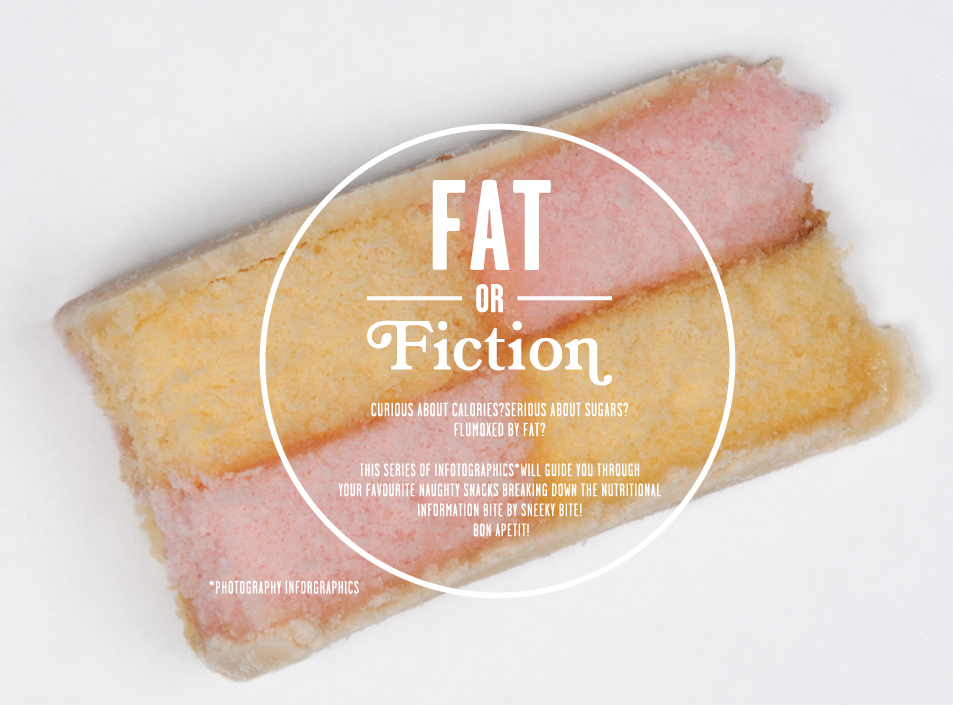 FAT
OR
Fiction
CURIOUS ABOUT CALORIES?SERIOUS ABOUT SUGARS?
FLUMOXED BY FAT?
THIS SERIES OF INFOTOGRAPHICS*WILL GUIDE YOU THROUGH
YOUR FAVOURITE NAUGHTY SNACKS BREAKING DOWN THE NUTRITIONAL
INFORMATION BITE BY SNEEKY BITE!
BON APETIT!
*PHOTOGRAPHY INFORGRAPHICS